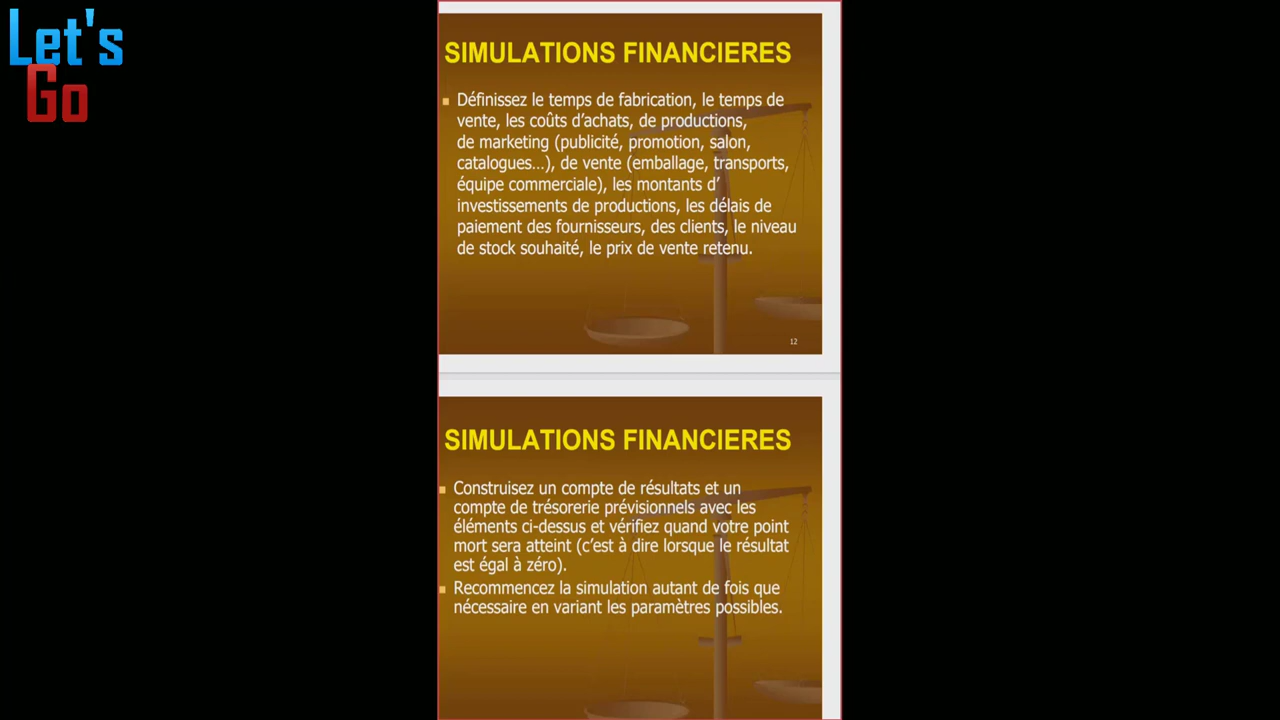 Let's
Go
SIMULATIONS FINANCIERES
Définissez le temps de fabrication, le temps de
vente, les coûts d'achats, de productions,
de marketing (publicité, promotion, salon,
catalogues...), de vente (emballage, transports,
équipe commerciale), les montants d'
investissements de productions, les délais de
paiement des fournisseurs, des clients, le niveau
de stock souhaité, le prix de vente retenu.
12
SIMULATIONS FINANCIERES
Construisez un compte de résultats et un
compte de trésorerie prévisionnels avec les
éléments ci-dessus et vérifiez quand votre point
mort sera atteint (c'est à dire lorsque le résultat
est égal à zéro).
Recommencez la simulation autant de fois que
nécessaire en variant les paramètres possibles.